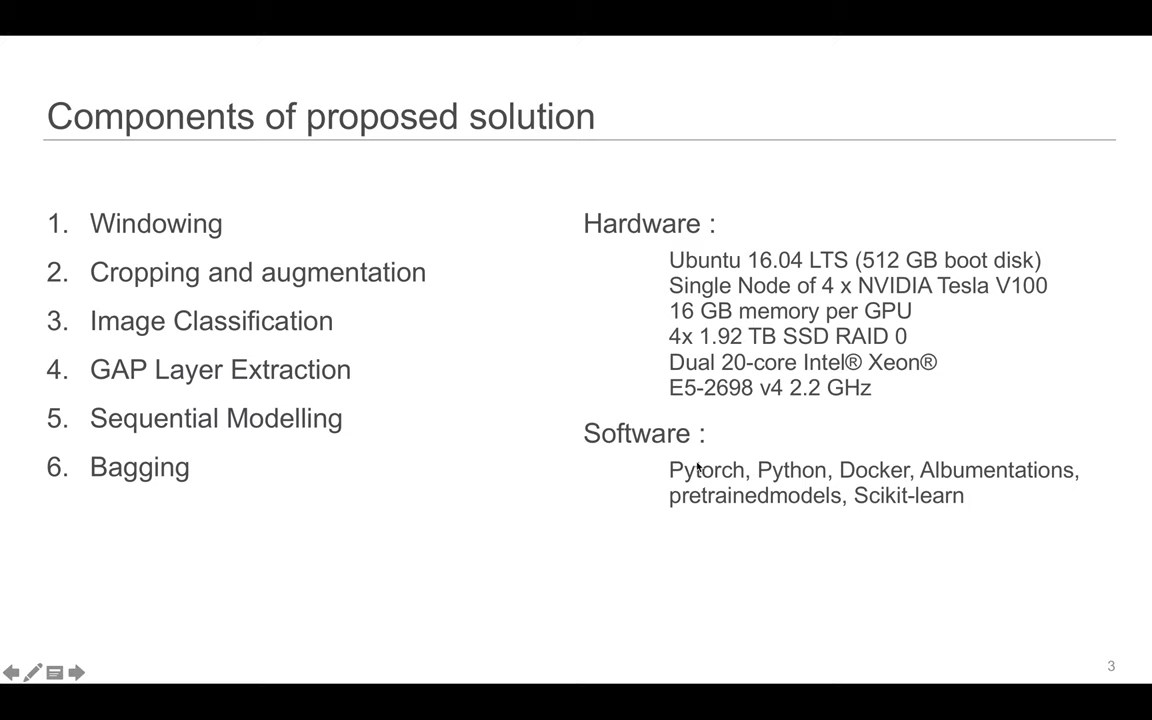 Components of proposed solution
1. Windowing
2. Cropping and augmentation
3. Image Classification
4. GAP Layer Extraction
5. Sequential Modelling
6. Bagging
Hardware :
Ubuntu 16.04 LTS (512 GB boot disk)
Single Node of 4 x NVIDIA Tesla V100
16 GB memory per GPU
4x 1.92 TB SSD RAID 0
Dual 20-core Intel® Xeon®
E5-2698 v4 2.2 GHz
Software :
Pytorch, Python, Docker, Albumentations,
pretrainedmodels, Scikit-learn
3